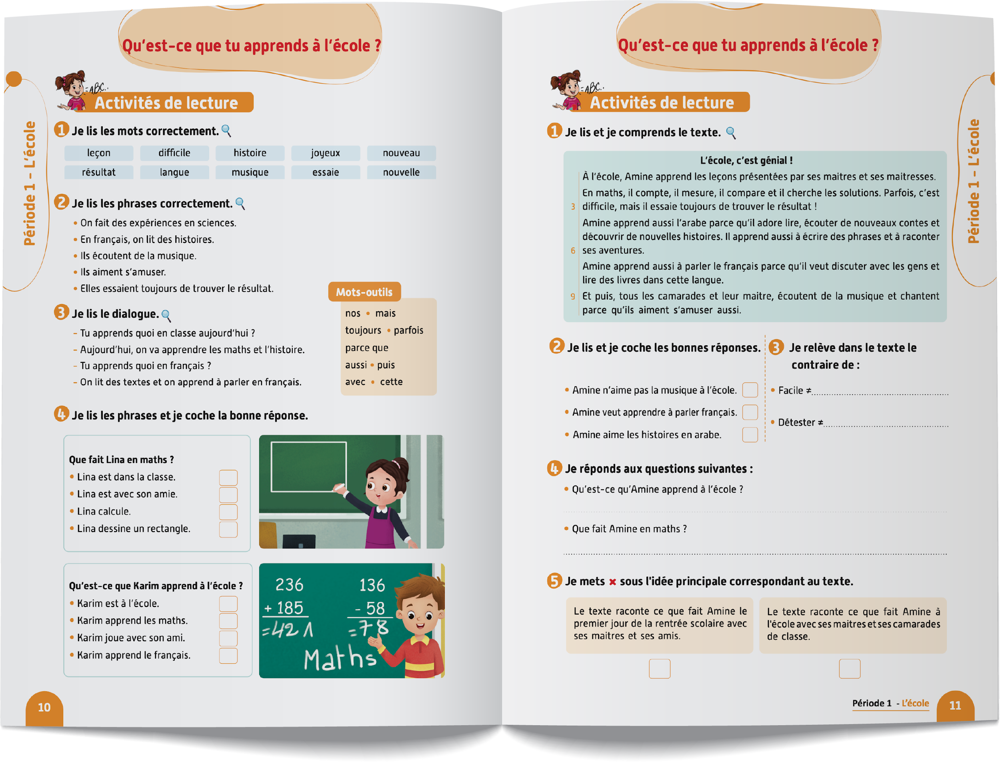 Qu'est-ce que tu apprends à l'école ?
Période 1 - L'école
ABC..
Activités de lecture
1 Je lis les mots correctement.
leçon difficile histoire joyeux nouveau
résultat langue musique essaie nouvelle
2 Je lis les phrases correctement.
• On fait des expériences en sciences.
• En français, on lit des histoires.
• Ils écoutent de la musique.
• Ils aiment s'amuser.
• Elles essaient toujours de trouver le résultat.
3 Je lis le dialogue.
– Tu apprends quoi en classe aujourd'hui ?
– Aujourd'hui, on va apprendre les maths et l'histoire.
– Tu apprends quoi en français ?
– On lit des textes et on apprend à parler en français.
Mots-outils
nos • mais
toujours • parfois
parce que
aussi • puis
avec • cette
4 Je lis les phrases et je coche la bonne réponse.
Que fait Lina en maths ?
• Lina est dans la classe.
• Lina est avec son amie.
• Lina calcule.
• Lina dessine un rectangle.
Qu'est-ce que Karim apprend à l'école ?
• Karim est à l'école.
• Karim apprend les maths.
• Karim joue avec son ami.
• Karim apprend le français.
236 136
+ 185 - 58
=421 =78
Maths
10
Qu'est-ce que tu apprends à l'école ?
Période 1 - L'école
ABC..
Activités de lecture
1 Je lis et je comprends le texte.
L'école, c'est génial !
À l'école, Amine apprend les leçons présentées par ses maitres et ses maitresses.
En maths, il compte, il mesure, il compare et il cherche les solutions. Parfois, c'est
3 difficile, mais il essaie toujours de trouver le résultat !
Amine apprend aussi l'arabe parce qu'il adore lire, écouter de nouveaux contes et
découvrir de nouvelles histoires. Il apprend aussi à écrire des phrases et à raconter
6 ses aventures.
Amine apprend aussi à parler le français parce qu'il veut discuter avec les gens et
lire des livres dans cette langue.
9 Et puis, tous les camarades et leur maitre, écoutent de la musique et chantent
parce qu'ils aiment s'amuser aussi.
2 Je lis et je coche les bonnes réponses.
• Amine n'aime pas la musique à l'école.
• Amine veut apprendre à parler français.
• Amine aime les histoires en arabe.
3 Je relève dans le texte le
contraire de :
• Facile ≠
• Détester ≠
4 Je réponds aux questions suivantes :
• Qu'est-ce qu'Amine apprend à l'école ?
• Que fait Amine en maths ?
5 Je mets ✖ sous l'idée principale correspondant au texte.
Le texte raconte ce que fait Amine le
premier jour de la rentrée scolaire avec
ses maitres et ses amis.
Le texte raconte ce que fait Amine à
l'école avec ses maitres et ses camarades
de classe.
Période 1 - L'école
11